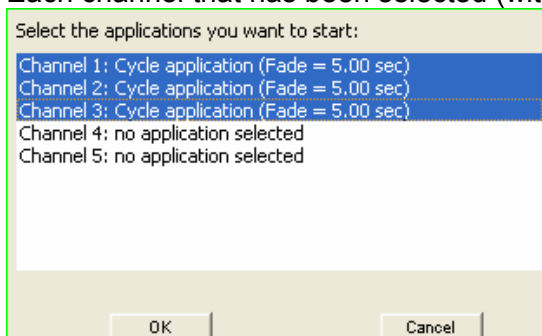 Each channel that has been selected (wit
Select the applications you want to start:
Channel 1: Cycle application (Fade = 5.00 sec)
Channel 2: Cycle application (Fade = 5.00 sec)
Channel 3: Cycle application (Fade = 5.00 sec)
Channel 4: no application selected
Channel 5: no application selected
OK Cancel